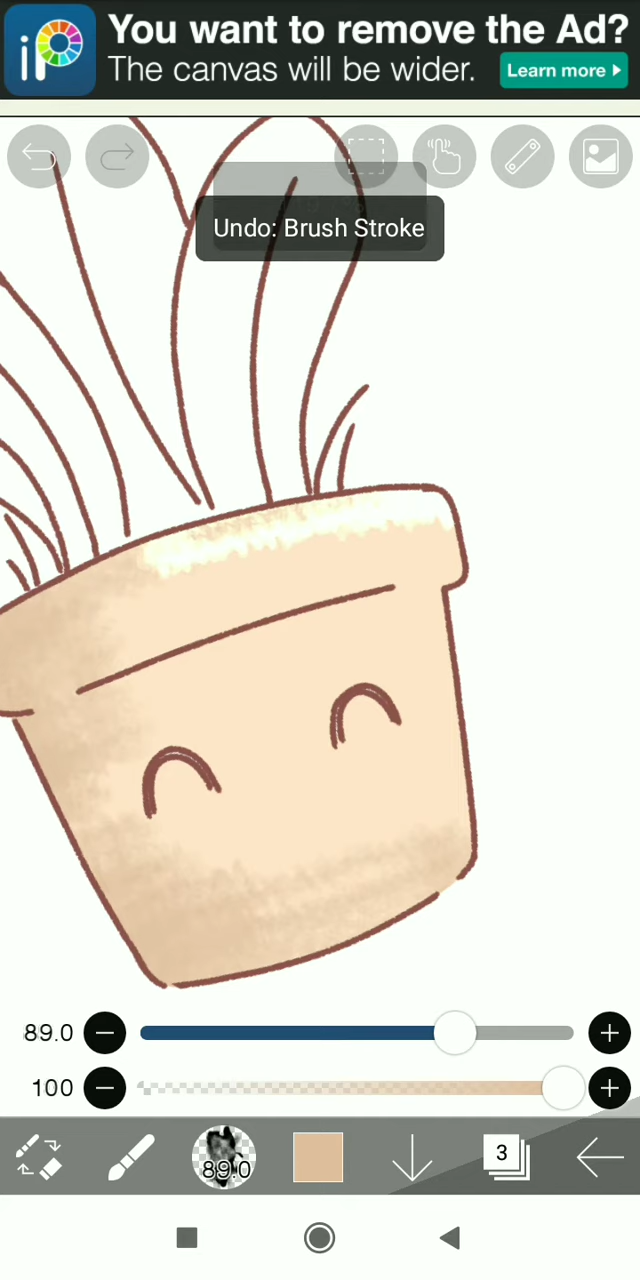 iP
You want to remove the Ad?
The canvas will be wider.
Learn more
Undo: Brush Stroke
89.0
100
89.0
3